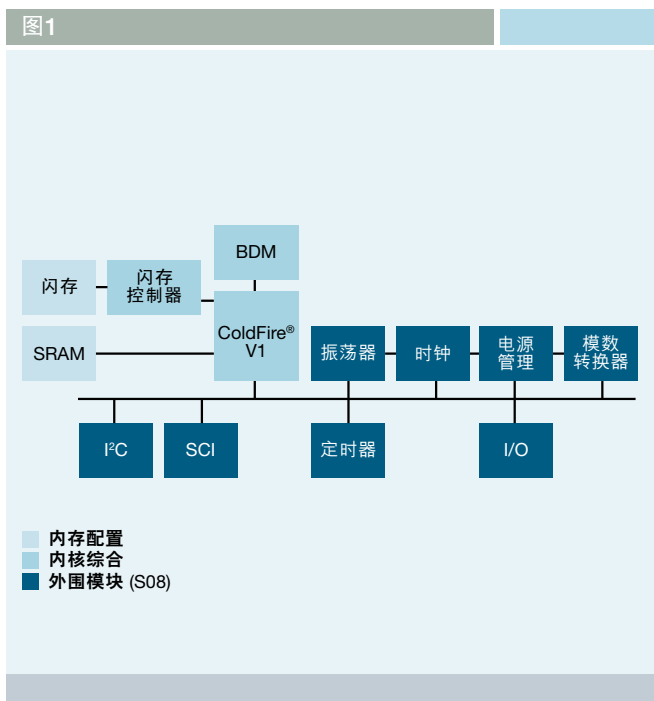 图1
BDM
闪存
闪存
控制器
ColdFire®
V1
SRAM
振荡器
时钟
电源
管理
模数
转换器
I²C
SCI
定时器
I/O
内存配置
内核综合
外围模块 (S08)